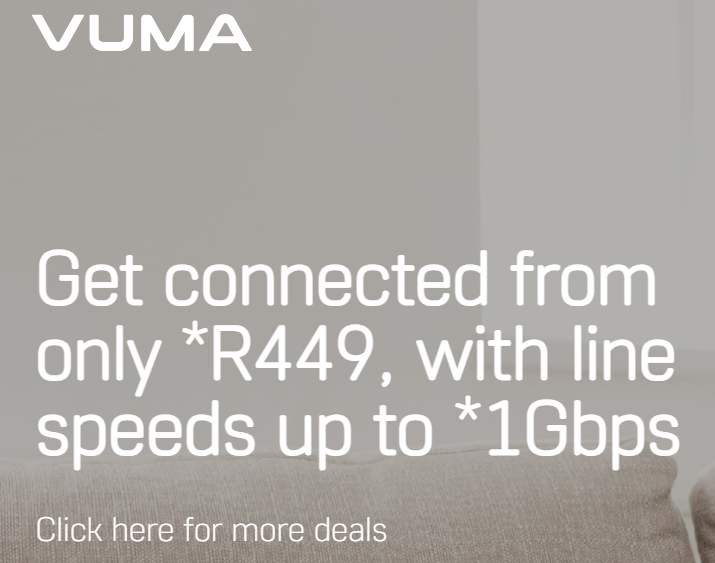 VUMA
Get connected from
only *R449, with line
speeds up to *1Gbps
Click here for more deals